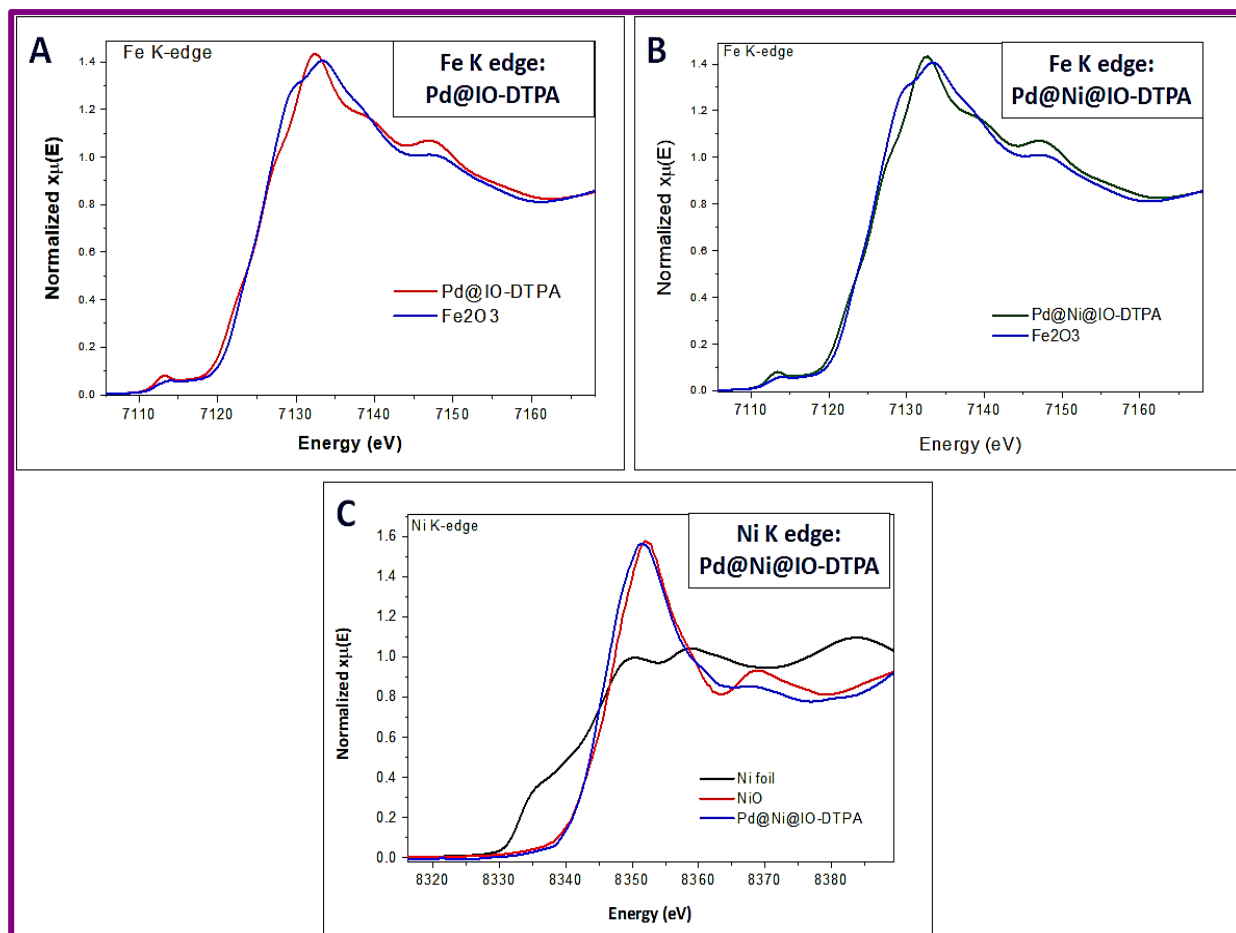 A
Fe K-edge
Fe K edge:
Pd@IO-DTPA
Normalized xμ(E)
1.4
1.2
1.0
0.8
0.6
0.4
0.2
0.0
Pd@IO-DTPA
Fe2O3
7110 7120 7130 7140 7150 7160
Energy (eV)
B
Fe K-edge
Fe K edge:
Pd@Ni@IO-DTPA
Normalized xμ(E)
1.4
1.2
1.0
0.8
0.6
0.4
0.2
0.0
Pd@Ni@IO-DTPA
Fe2O3
7110 7120 7130 7140 7150 7160
Energy (eV)
C
Ni K-edge
Ni K edge:
Pd@Ni@IO-DTPA
Normalized xμ(E)
1.6
1.4
1.2
1.0
0.8
0.6
0.4
0.2
0.0
Ni foil
NiO
Pd@Ni@IO-DTPA
8320 8330 8340 8350 8360 8370 8380
Energy (eV)